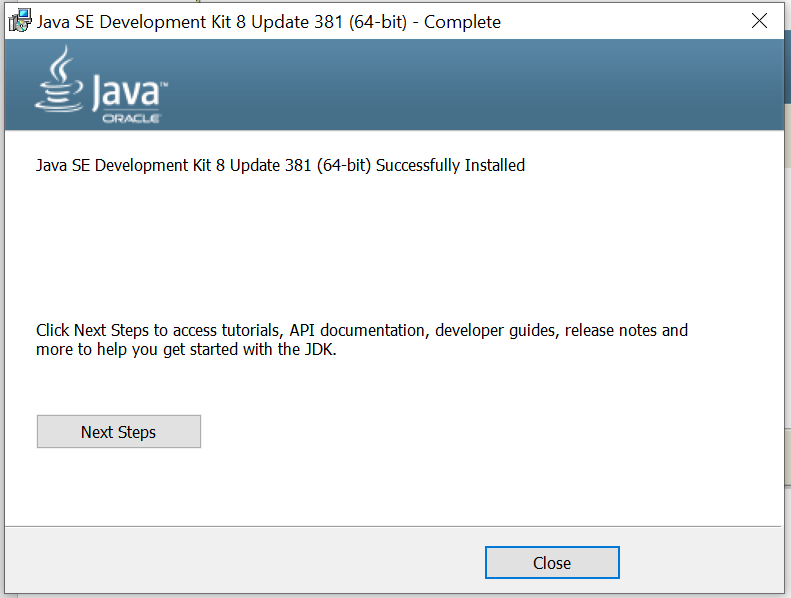 Java SE Development Kit 8 Update 381 (64-bit) - Complete
Java™
ORACLE
Java SE Development Kit 8 Update 381 (64-bit) Successfully Installed
Click Next Steps to access tutorials, API documentation, developer guides, release notes and
more to help you get started with the JDK.
Next Steps
Close